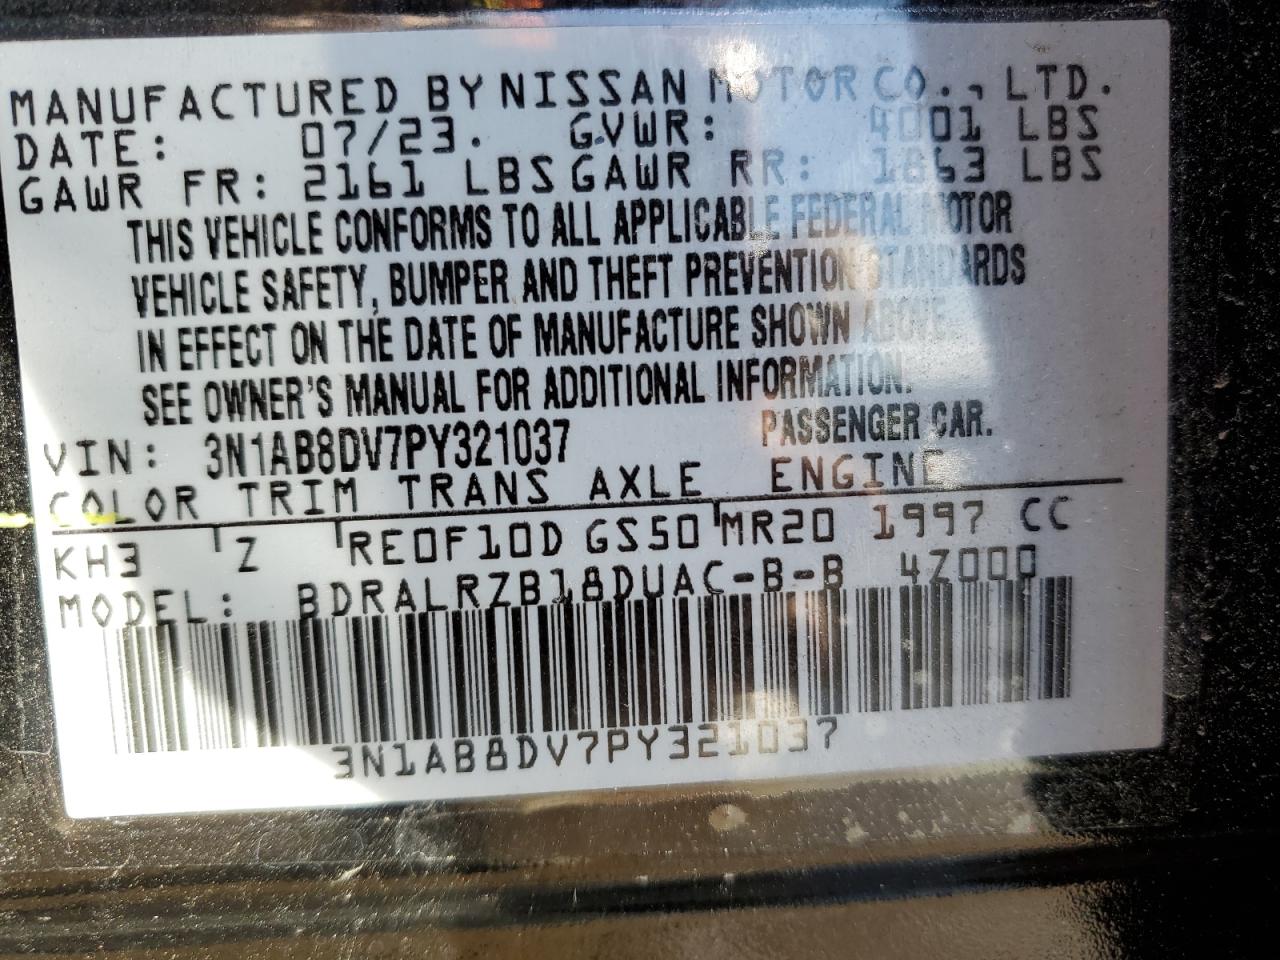 MANUFACTURED BY NISSAN MOTOR CO., LTD.
DATE: 07/23. GVWR: 4001 LBS
GAWR FR: 2161 LBS GAWR RR: 1863 LBS
THIS VEHICLE CONFORMS TO ALL APPLICABLE FEDERAL MOTOR
VEHICLE SAFETY, BUMPER AND THEFT PREVENTION STANDARDS
IN EFFECT ON THE DATE OF MANUFACTURE SHOWN ABOVE.
SEE OWNER'S MANUAL FOR ADDITIONAL INFORMATION.
VIN: 3N1AB8DV7PY321037 PASSENGER CAR.
COLOR TRIM TRANS AXLE ENGINE
KH3 Z RE0F10D GS50 MR20 1997 CC
MODEL: BDRALRZB18DUAC-B-B 4Z000
3N1AB8DV7PY321037